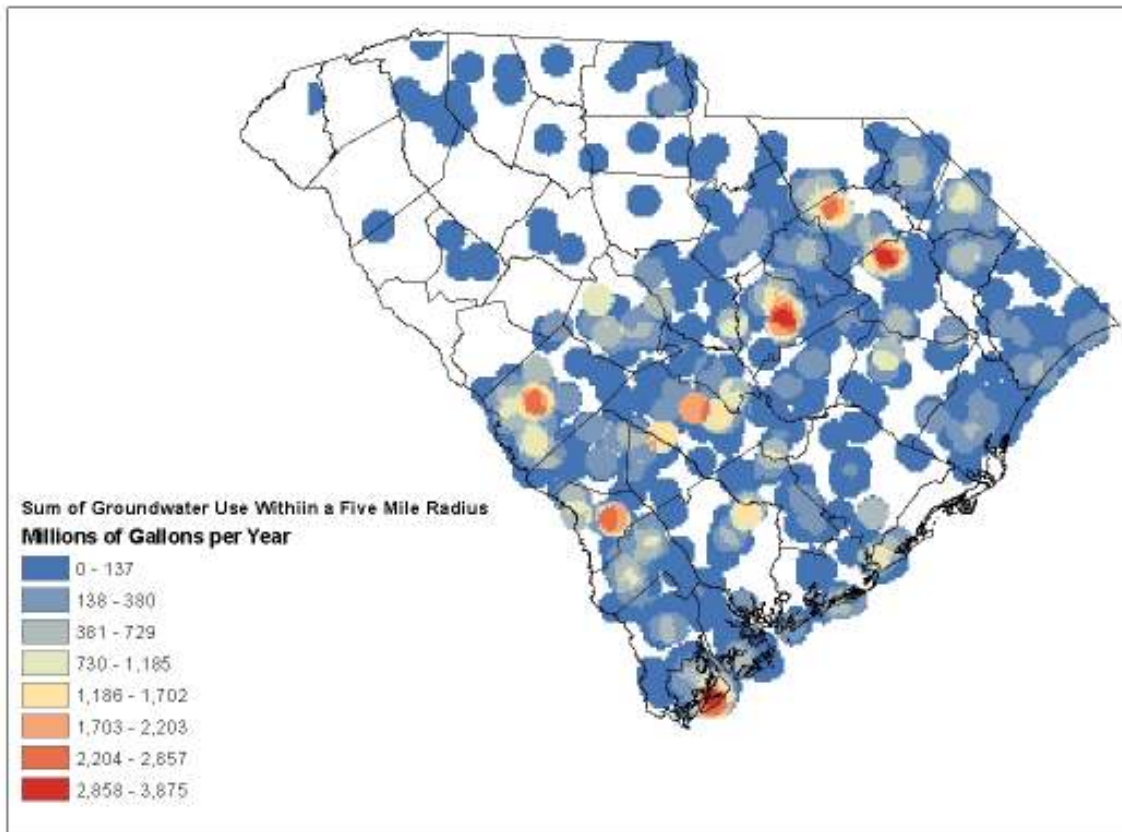 Sum of Groundwater Use Withiin a Five Mile Radius
Millions of Gallons per Year
0 - 137
138 - 380
381 - 729
730 - 1,185
1,186 - 1,702
1,703 - 2,203
2,204 - 2,857
2,858 - 3,875